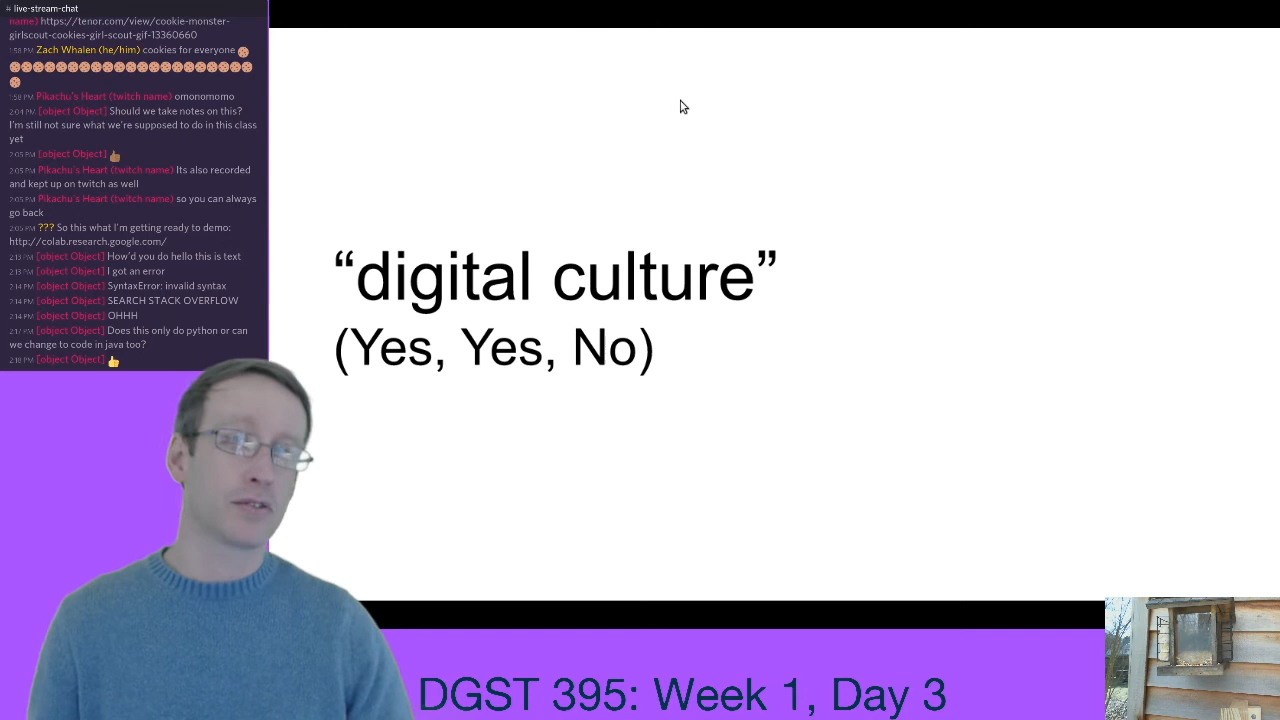 # live-stream-chat
name) https://tenor.com/view/cookie-monster-
girlscout-cookies-girl-scout-gif-13360660
1:58 PM Zach Whalen (he/him) cookies for everyone
1:58 PM Pikachu's Heart (twitch name) omonomomo
2:04 PM [object Object] Should we take notes on this?
I'm still not sure what we're supposed to do in this class
yet
2:05 PM [object Object]
2:05 PM Pikachu's Heart (twitch name) Its also recorded
and kept up on twitch as well
2:05 PM Pikachu's Heart (twitch name) so you can always
go back
2:06 PM ??? So this what I'm getting ready to demo:
http://colab.research.google.com/
2:13 PM [object Object] How'd you do hello this is text
2:13 PM [object Object] I got an error
2:14 PM [object Object] SyntaxError: invalid syntax
2:14 PM [object Object] SEARCH STACK OVERFLOW
2:14 PM [object Object] OHHH
2:17 PM [object Object] Does this only do python or can
we change to code in java too?
2:18 PM [object Object]
“digital culture”
(Yes, Yes, No)
DGST 395: Week 1, Day 3